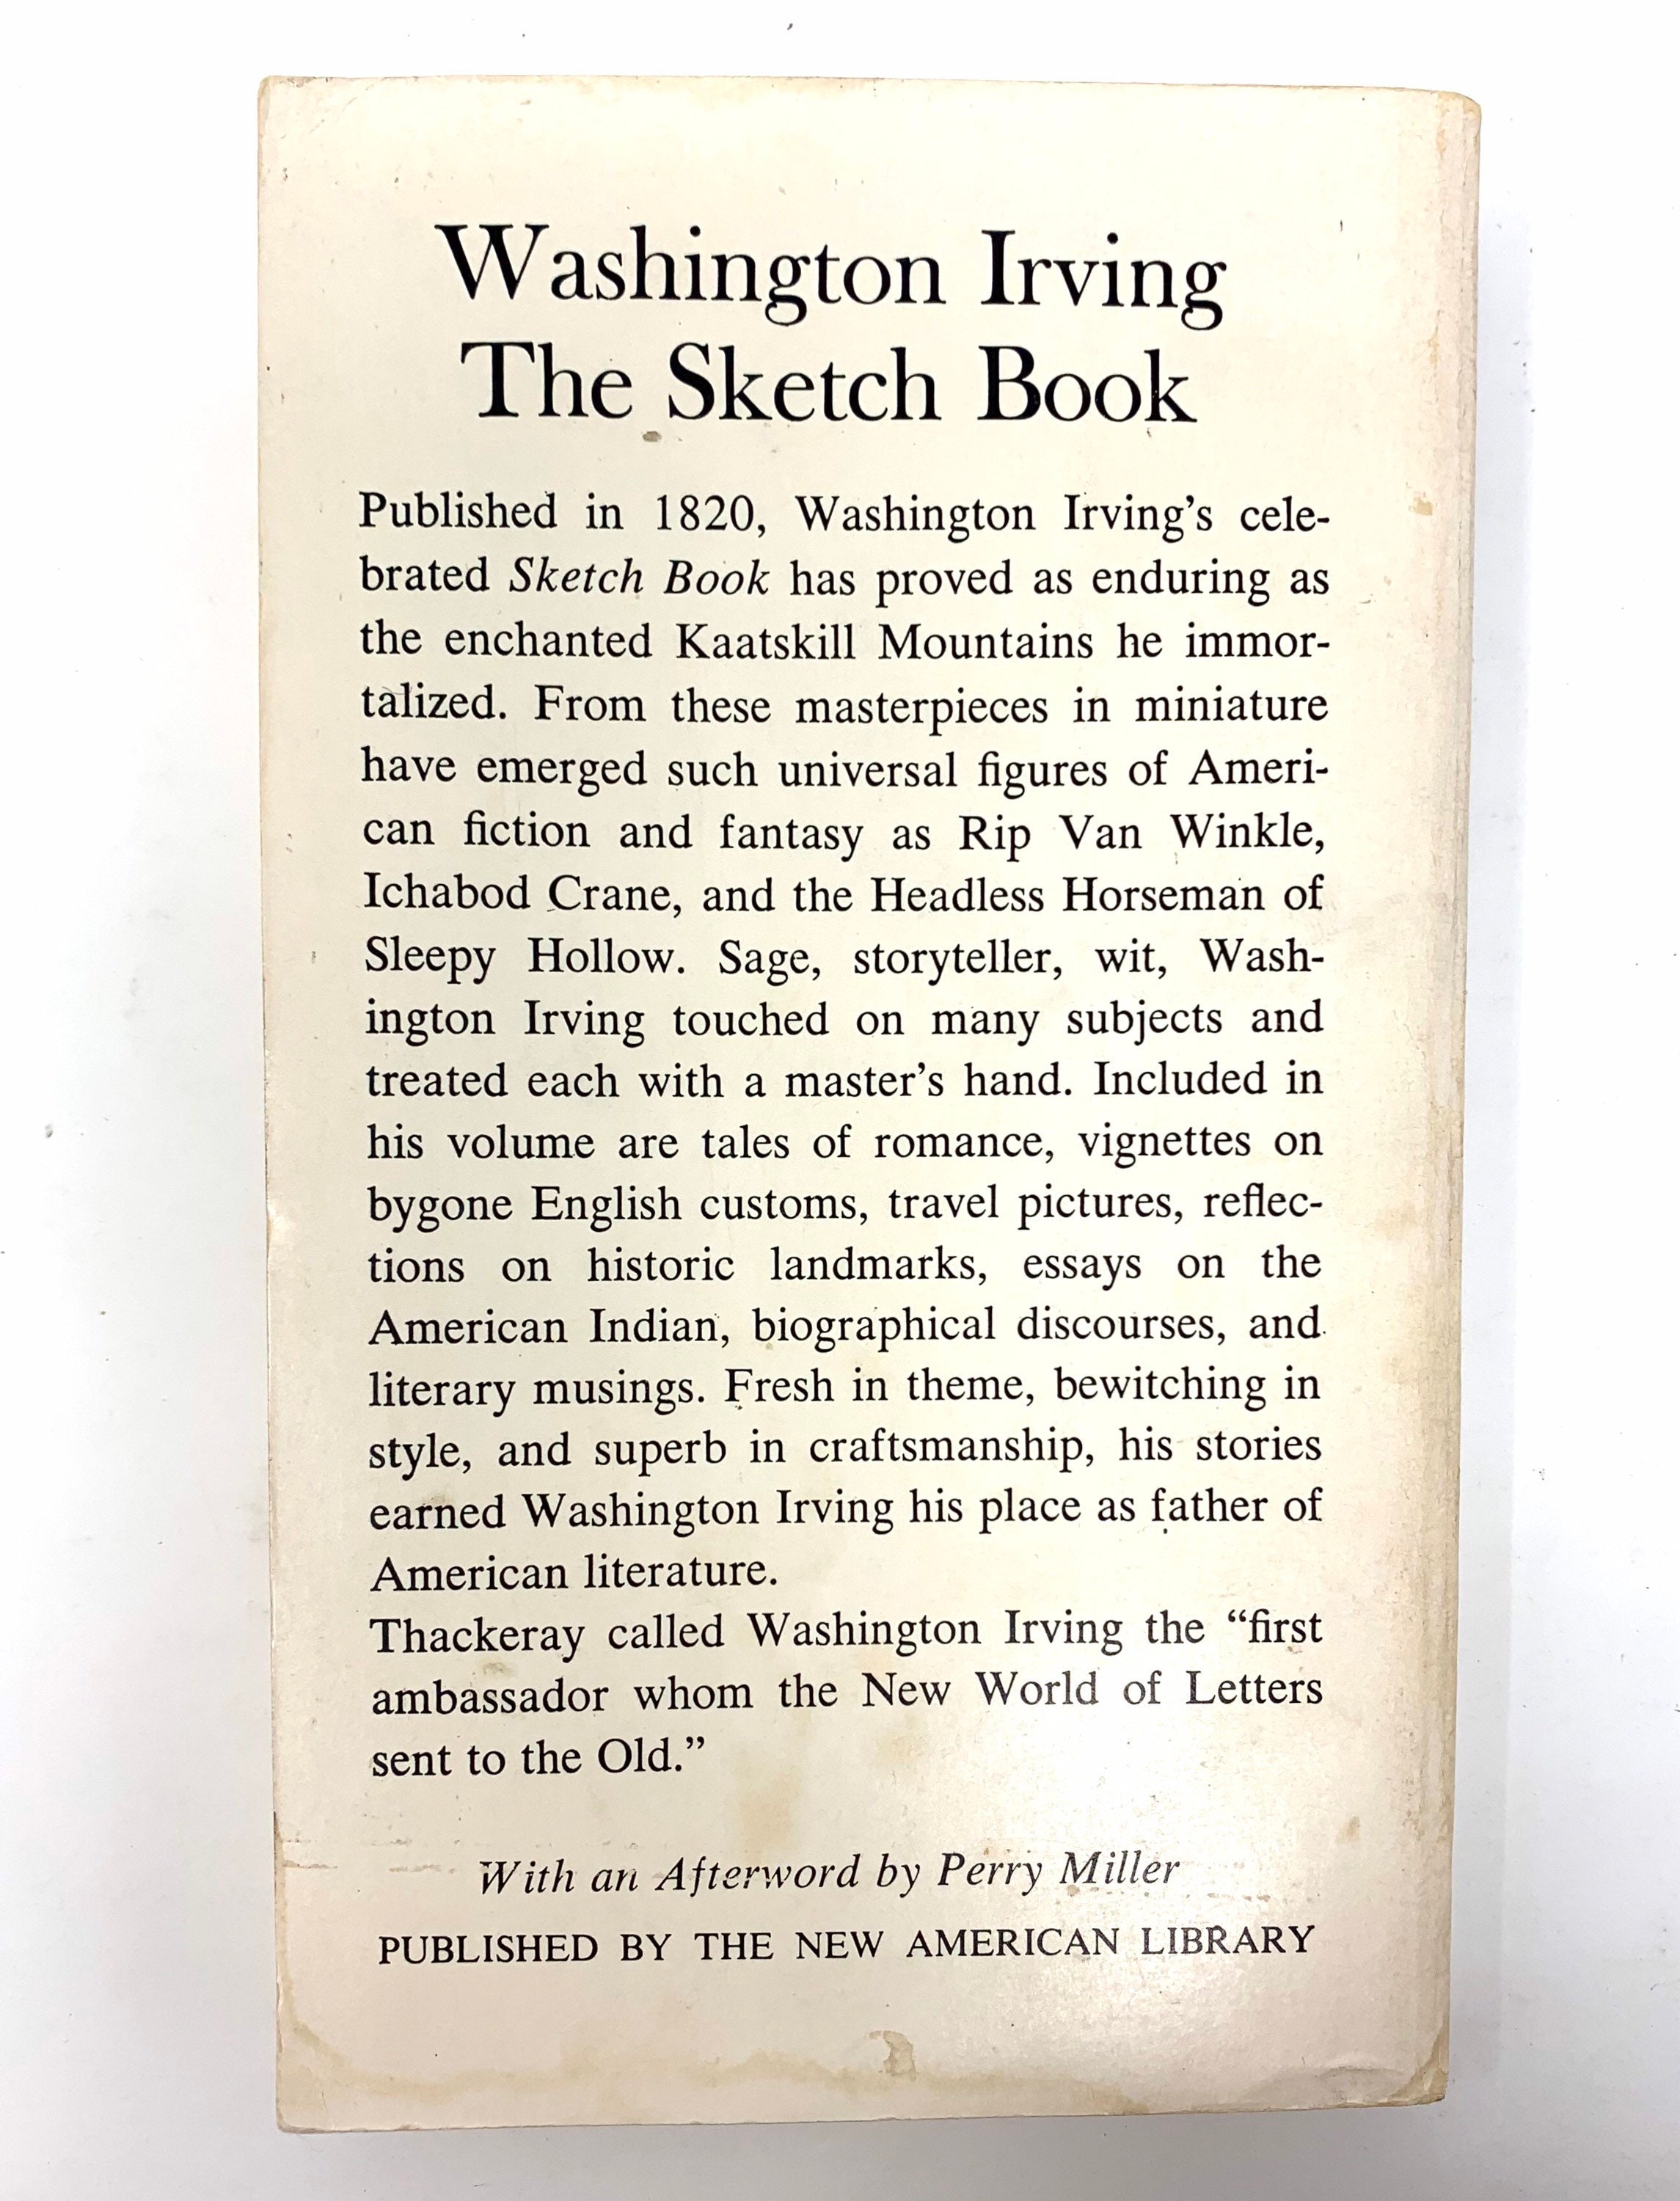 Washington Irving
The Sketch Book
Published in 1820, Washington Irving's cele-
brated Sketch Book has proved as enduring as
the enchanted Kaatskill Mountains he immor-
talized. From these masterpieces in miniature
have emerged such universal figures of Ameri-
can fiction and fantasy as Rip Van Winkle,
Ichabod Crane, and the Headless Horseman of
Sleepy Hollow. Sage, storyteller, wit, Wash-
ington Irving touched on many subjects and
treated each with a master's hand. Included in
his volume are tales of romance, vignettes on
bygone English customs, travel pictures, reflec-
tions on historic landmarks, essays on the
American Indian, biographical discourses, and
literary musings. Fresh in theme, bewitching in
style, and superb in craftsmanship, his stories
earned Washington Irving his place as father of
American literature.
Thackeray called Washington Irving the “first
ambassador whom the New World of Letters
sent to the Old.”
With an Afterword by Perry Miller
PUBLISHED BY THE NEW AMERICAN LIBRARY